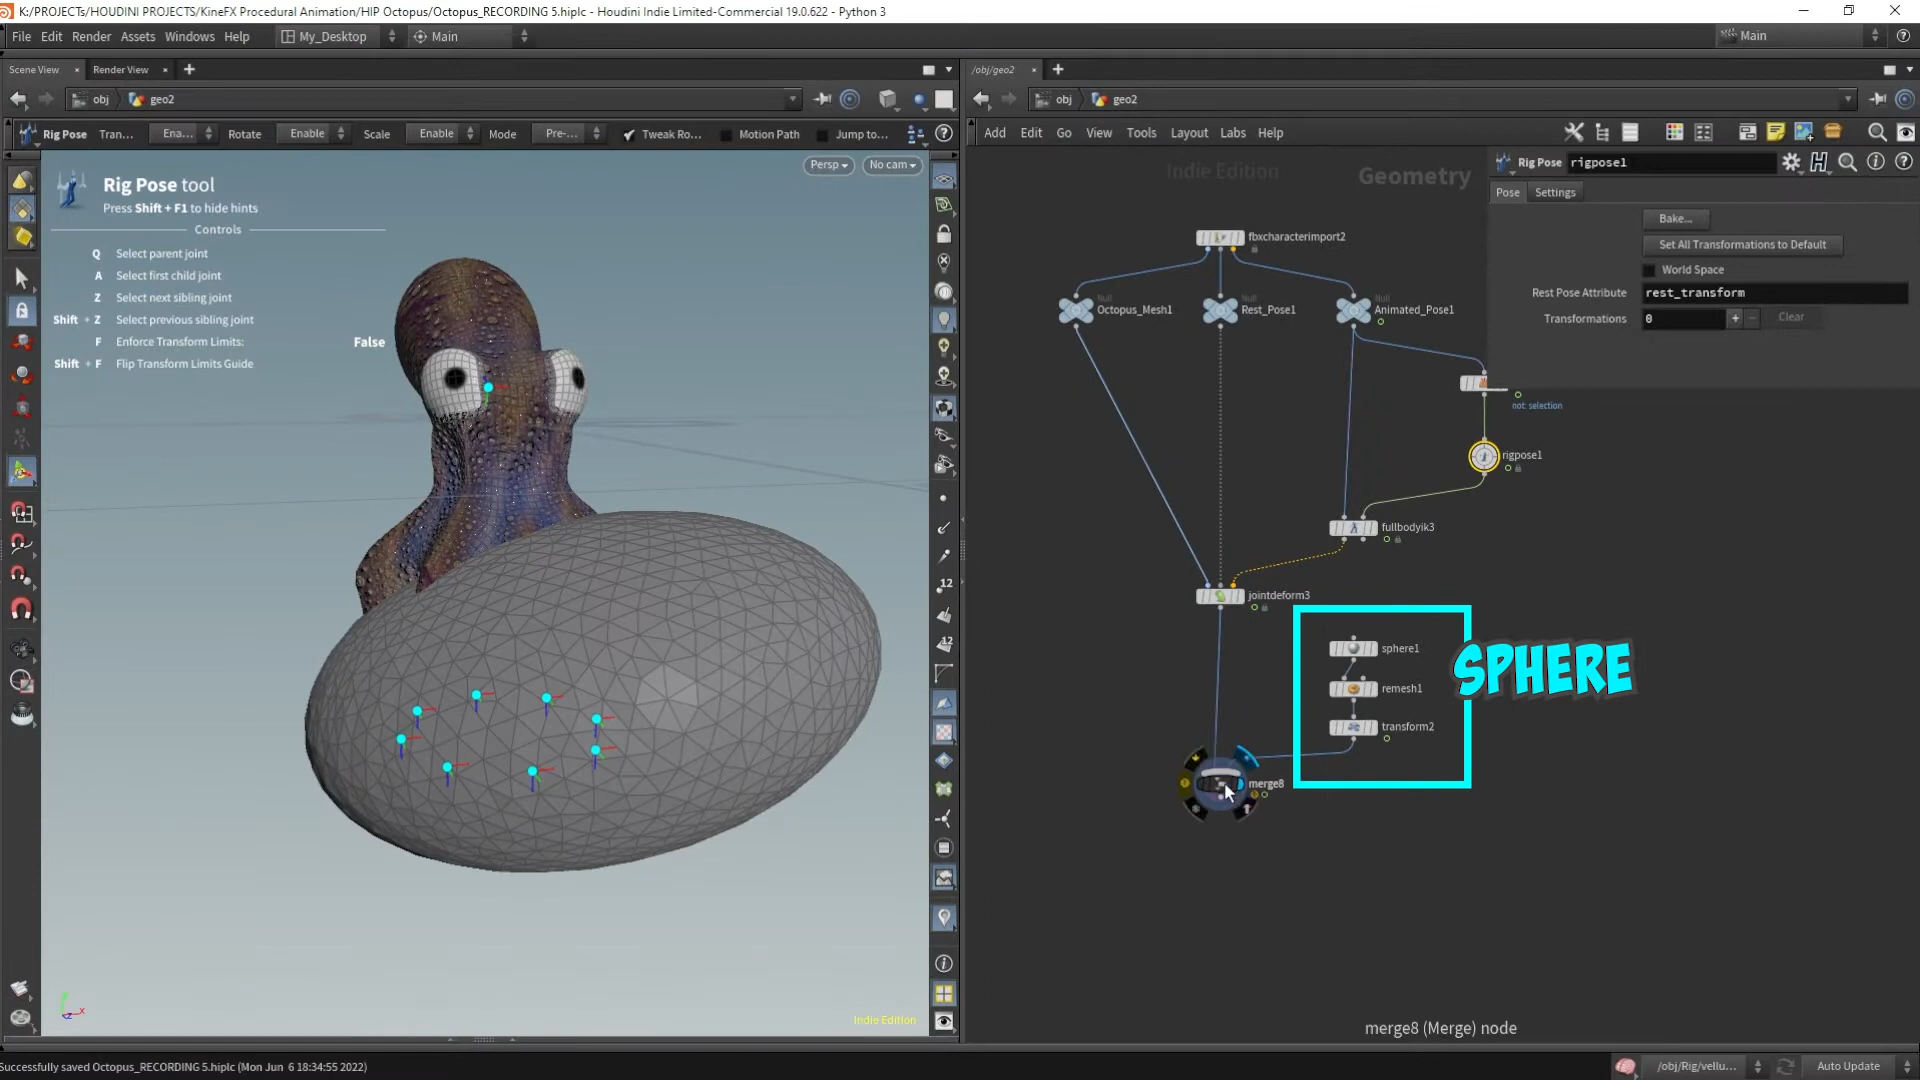 K:/PROJECTs/HOUDINI PROJECTS/KineFX Procedural Animation/HIP Octopus/Octopus_RECORDING 5.hiplc - Houdini Indie Limited-Commercial 19.0.622 - Python 3
File Edit Render Assets Windows Help My_Desktop Main Main
Scene View × Render View × +
/obj/geo2 × +
obj geo2
obj geo2
Rig Pose Tran... Ena... Rotate Enable Scale Enable Mode Pre-... Tweak Ro... Motion Path Jump to...
Add Edit Go View Tools Layout Labs Help
Persp No cam
Rig Pose tool
Press Shift + F1 to hide hints
Controls
Q Select parent joint
A Select first child joint
Z Select next sibling joint
Shift + Z Select previous sibling joint
F Enforce Transform Limits: False
Shift + F Flip Transform Limits Guide
12
12
Indie Edition
Indie Edition
Geometry
Rig Pose rigpose1
Pose Settings
Bake...
Set All Transformations to Default
World Space
Rest Pose Attribute rest_transform
Transformations 0 + - Clear
fbxcharacterimport2
Null
Octopus_Mesh1
Null
Rest_Pose1
Null
Animated_Pose1
not: selection
rigpose1
fullbodyik3
jointdeform3
sphere1
remesh1
transform2
merge8
SPHERE
merge8 (Merge) node
Successfully saved Octopus_RECORDING 5.hiplc (Mon Jun 6 18:34:55 2022)
/obj/Rig/vellu... Auto Update